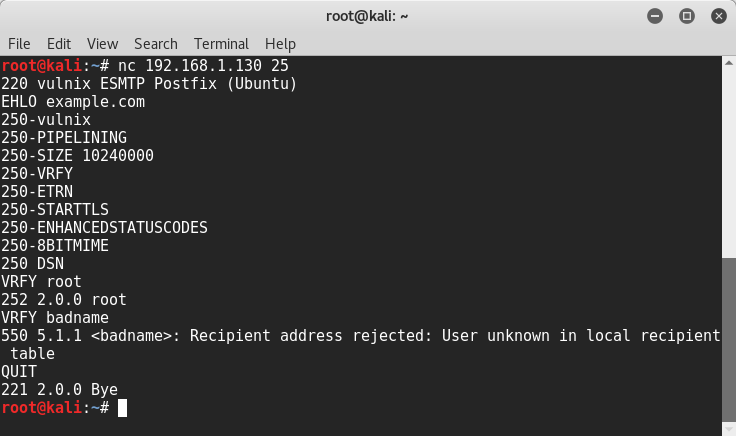 root@kali: ~
File Edit View Search Terminal Help
root@kali:~# nc 192.168.1.130 25
220 vulnix ESMTP Postfix (Ubuntu)
EHLO example.com
250-vulnix
250-PIPELINING
250-SIZE 10240000
250-VRFY
250-ETRN
250-STARTTLS
250-ENHANCEDSTATUSCODES
250-8BITMIME
250 DSN
VRFY root
252 2.0.0 root
VRFY badname
550 5.1.1 <badname>: Recipient address rejected: User unknown in local recipient
 table
QUIT
221 2.0.0 Bye
root@kali:~#